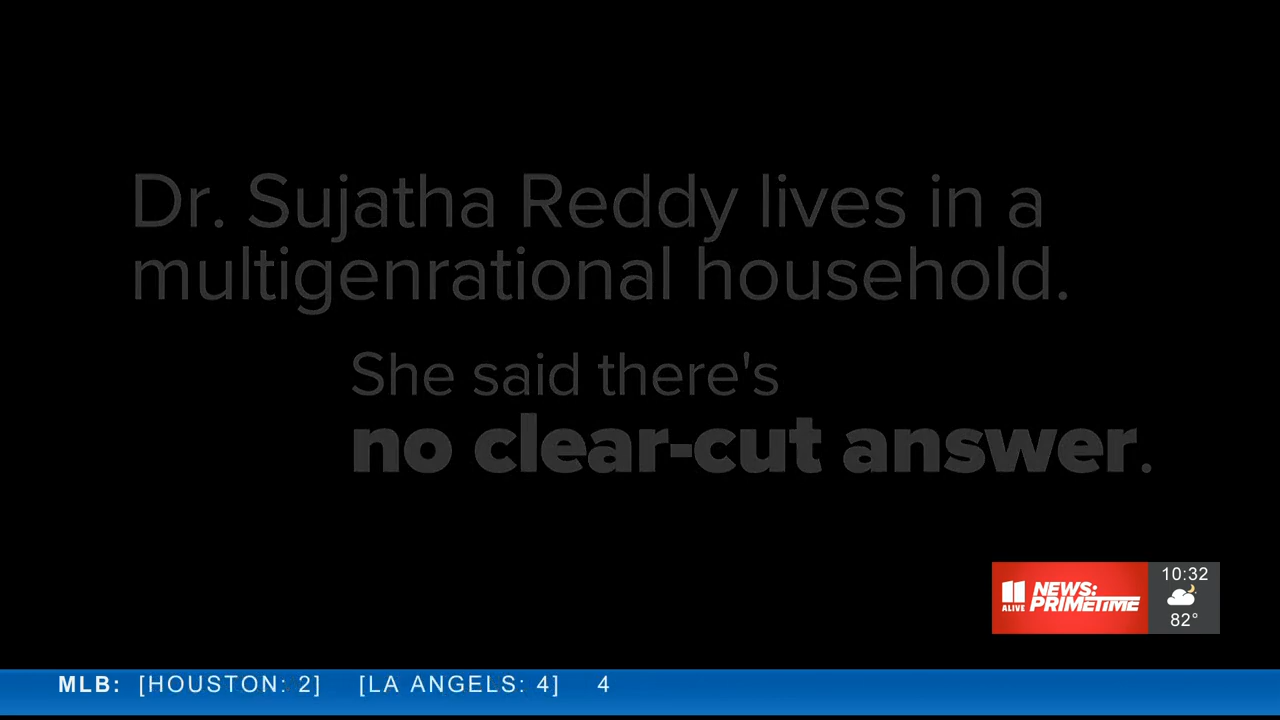 Dr. Sujatha Reddy lives in a
multigenrational household.
She said there's
no clear-cut answer.
11 ALIVE NEWS: PRIMETIME
10:32
82°
MLB: [HOUSTON: 2] [LA ANGELS: 4] 4